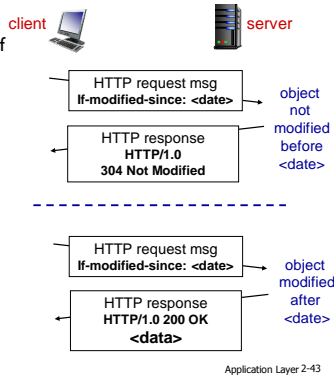 client
server
f
HTTP request msg
If-modified-since: <date>
object
not
modified
before
<date>
HTTP response
HTTP/1.0
304 Not Modified
HTTP request msg
If-modified-since: <date>
object
modified
after
<date>
HTTP response
HTTP/1.0 200 OK
<data>
Application Layer 2-43